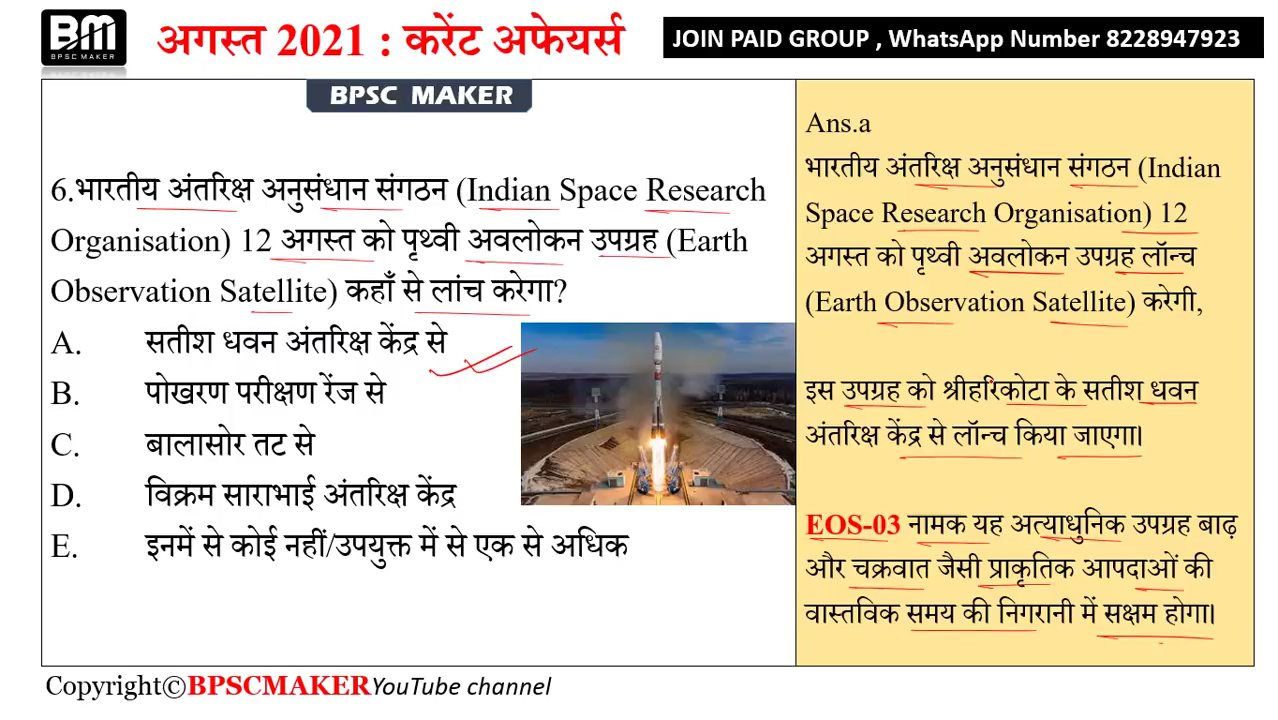 BM
BPSC MAKER
अगस्त 2021 : करेंट अफेयर्स
JOIN PAID GROUP , WhatsApp Number 8228947923
BPSC MAKER
6.भारतीय अंतरिक्ष अनुसंधान संगठन (Indian Space Research
Organisation) 12 अगस्त को पृथ्वी अवलोकन उपग्रह (Earth
Observation Satellite) कहाँ से लांच करेगा?
A. सतीश धवन अंतरिक्ष केंद्र से
B. पोखरण परीक्षण रेंज से
C. बालासोर तट से
D. विक्रम साराभाई अंतरिक्ष केंद्र
E. इनमें से कोई नहीं/उपयुक्त में से एक से अधिक
Ans.a
भारतीय अंतरिक्ष अनुसंधान संगठन (Indian
Space Research Organisation) 12
अगस्त को पृथ्वी अवलोकन उपग्रह लॉन्च
(Earth Observation Satellite) करेगी,
इस उपग्रह को श्रीहरिकोटा के सतीश धवन
अंतरिक्ष केंद्र से लॉन्च किया जाएगा।
EOS-03 नामक यह अत्याधुनिक उपग्रह बाढ़
और चक्रवात जैसी प्राकृतिक आपदाओं की
वास्तविक समय की निगरानी में सक्षम होगा।
Copyright©BPSCMAKERYouTube channel